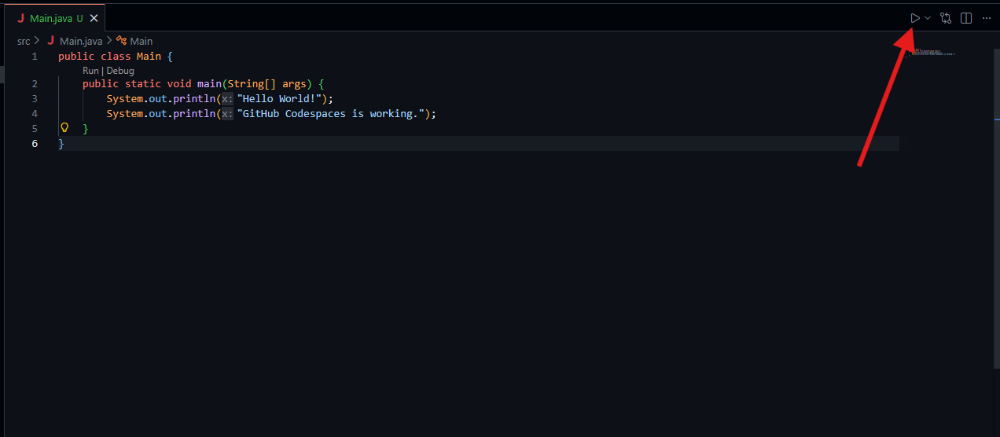 J Main.java U
src > J Main.java > Main
1 public class Main {
Run | Debug
2 public static void main(String[] args) {
3 System.out.println(x: "Hello World!");
4 System.out.println(x: "GitHub Codespaces is working.");
5 }
6 }